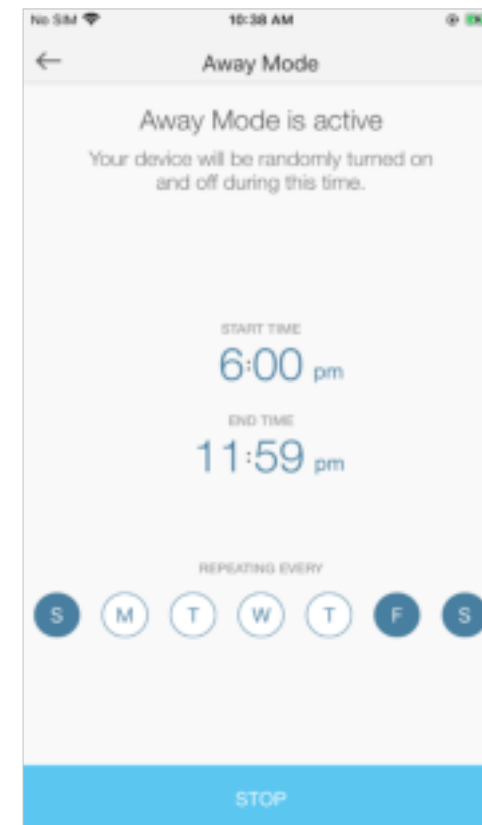 No SIM 10:38 AM
Away Mode
Away Mode is active
Your device will be randomly turned on
and off during this time.
START TIME
6:00 pm
END TIME
11:59 pm
REPEATING EVERY
S M T W T F S
STOP